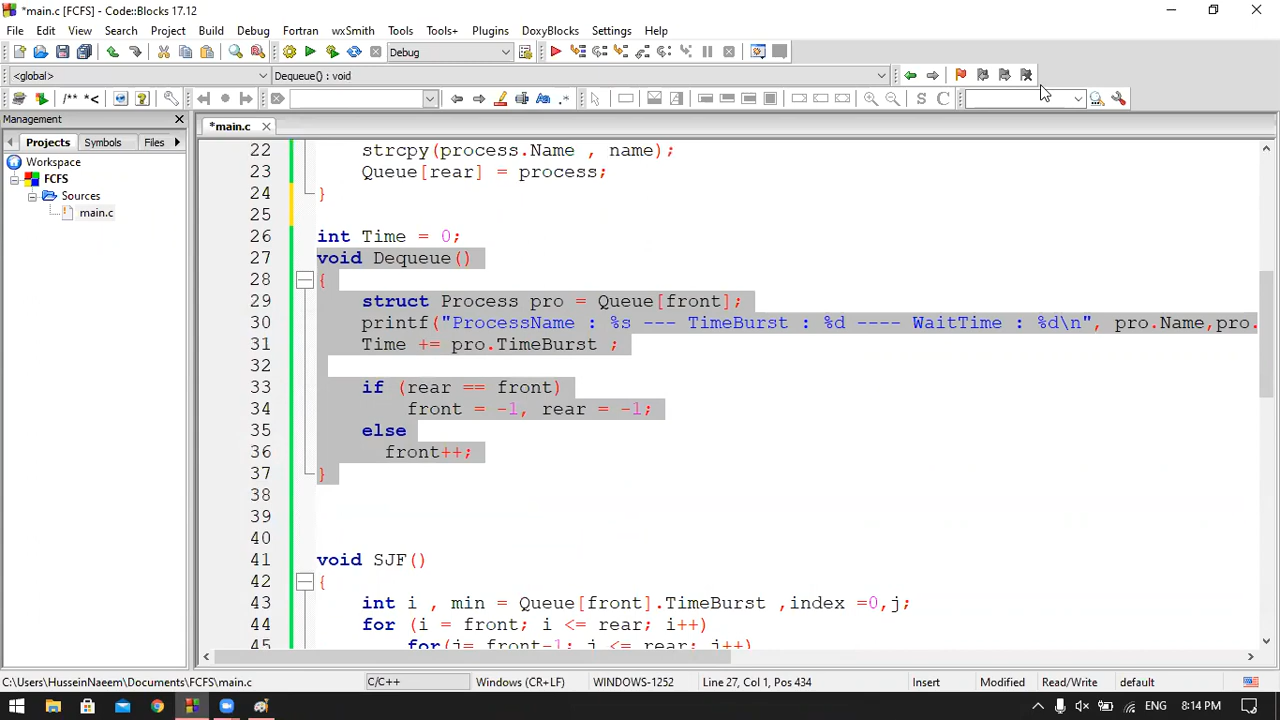 *main.c [FCFS] - Code::Blocks 17.12
File Edit View Search Project Build Debug Fortran wxSmith Tools Tools+ Plugins DoxyBlocks Settings Help
Debug
<global> Dequeue() : void
/** *<
S C
Management
*main.c
Projects Symbols Files
Workspace
FCFS
Sources
main.c
22 strcpy(process.Name , name);
23 Queue[rear] = process;
24 }
25
26 int Time = 0;
27 void Dequeue()
28 {
29 struct Process pro = Queue[front];
30 printf("ProcessName : %s --- TimeBurst : %d ---- WaitTime : %d\n", pro.Name,pro.
31 Time += pro.TimeBurst ;
32
33 if (rear == front)
34 front = -1, rear = -1;
35 else
36 front++;
37 }
38
39
40
41 void SJF()
42 {
43 int i , min = Queue[front].TimeBurst ,index =0,j;
44 for (i = front; i <= rear; i++)
45 for(j= front-1; j <= rear; j++)
C:\Users\HusseinNaeem\Documents\FCFS\main.c C/C++ Windows (CR+LF) WINDOWS-1252 Line 27, Col 1, Pos 434 Insert Modified Read/Write default
ENG 8:14 PM